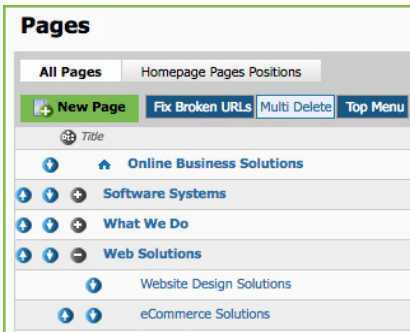 Pages
All Pages Homepage Pages Positions
New Page Fix Broken URLs Multi Delete Top Menu
Title
Online Business Solutions
Software Systems
What We Do
Web Solutions
Website Design Solutions
eCommerce Solutions